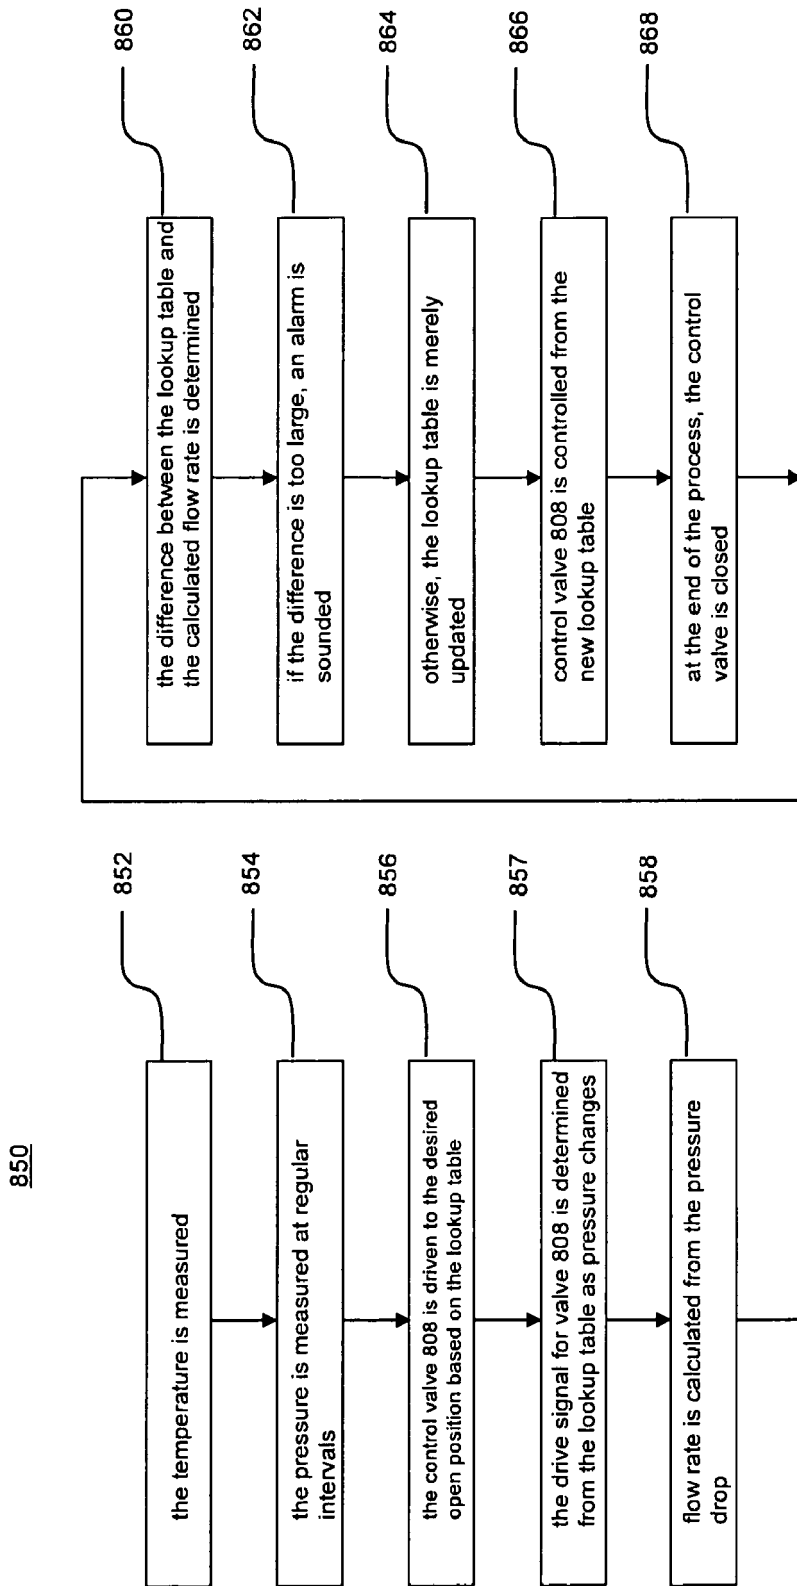 850
the temperature is measured
852
the pressure is measured at regular
intervals
854
the control valve 808 is driven to the desired
open position based on the lookup table
856
the drive signal for valve 808 is determined
from the lookup table as pressure changes
857
flow rate is calculated from the pressure
drop
858
the difference between the lookup table and
the calculated flow rate is determined
860
if the difference is too large, an alarm is
sounded
862
otherwise, the lookup table is merely
updated
864
control valve 808 is controlled from the
new lookup table
866
at the end of the process, the control
valve is closed
868